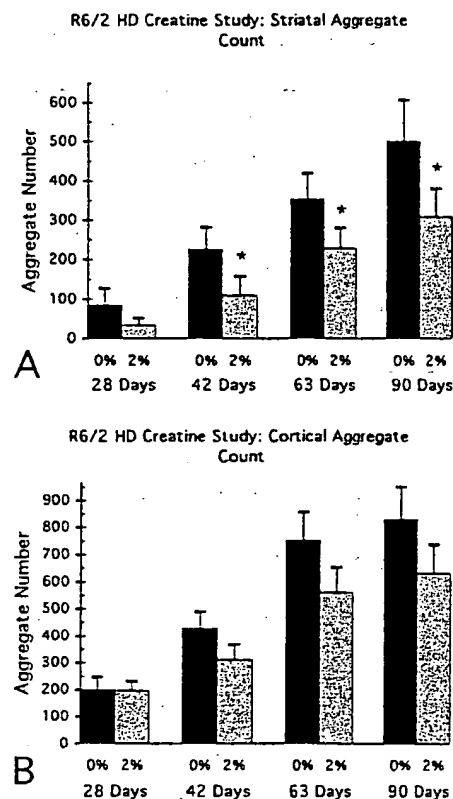 R6/2 HD Creatine Study: Striatal Aggregate
Count
Aggregate Number
600
500
400
300
200
100
0
*
*
*
0% 2% 0% 2% 0% 2% 0% 2%
28 Days 42 Days 63 Days 90 Days
A
R6/2 HD Creatine Study: Cortical Aggregate
Count
Aggregate Number
900
800
700
600
500
400
300
200
100
0
0% 2% 0% 2% 0% 2% 0% 2%
28 Days 42 Days 63 Days 90 Days
B